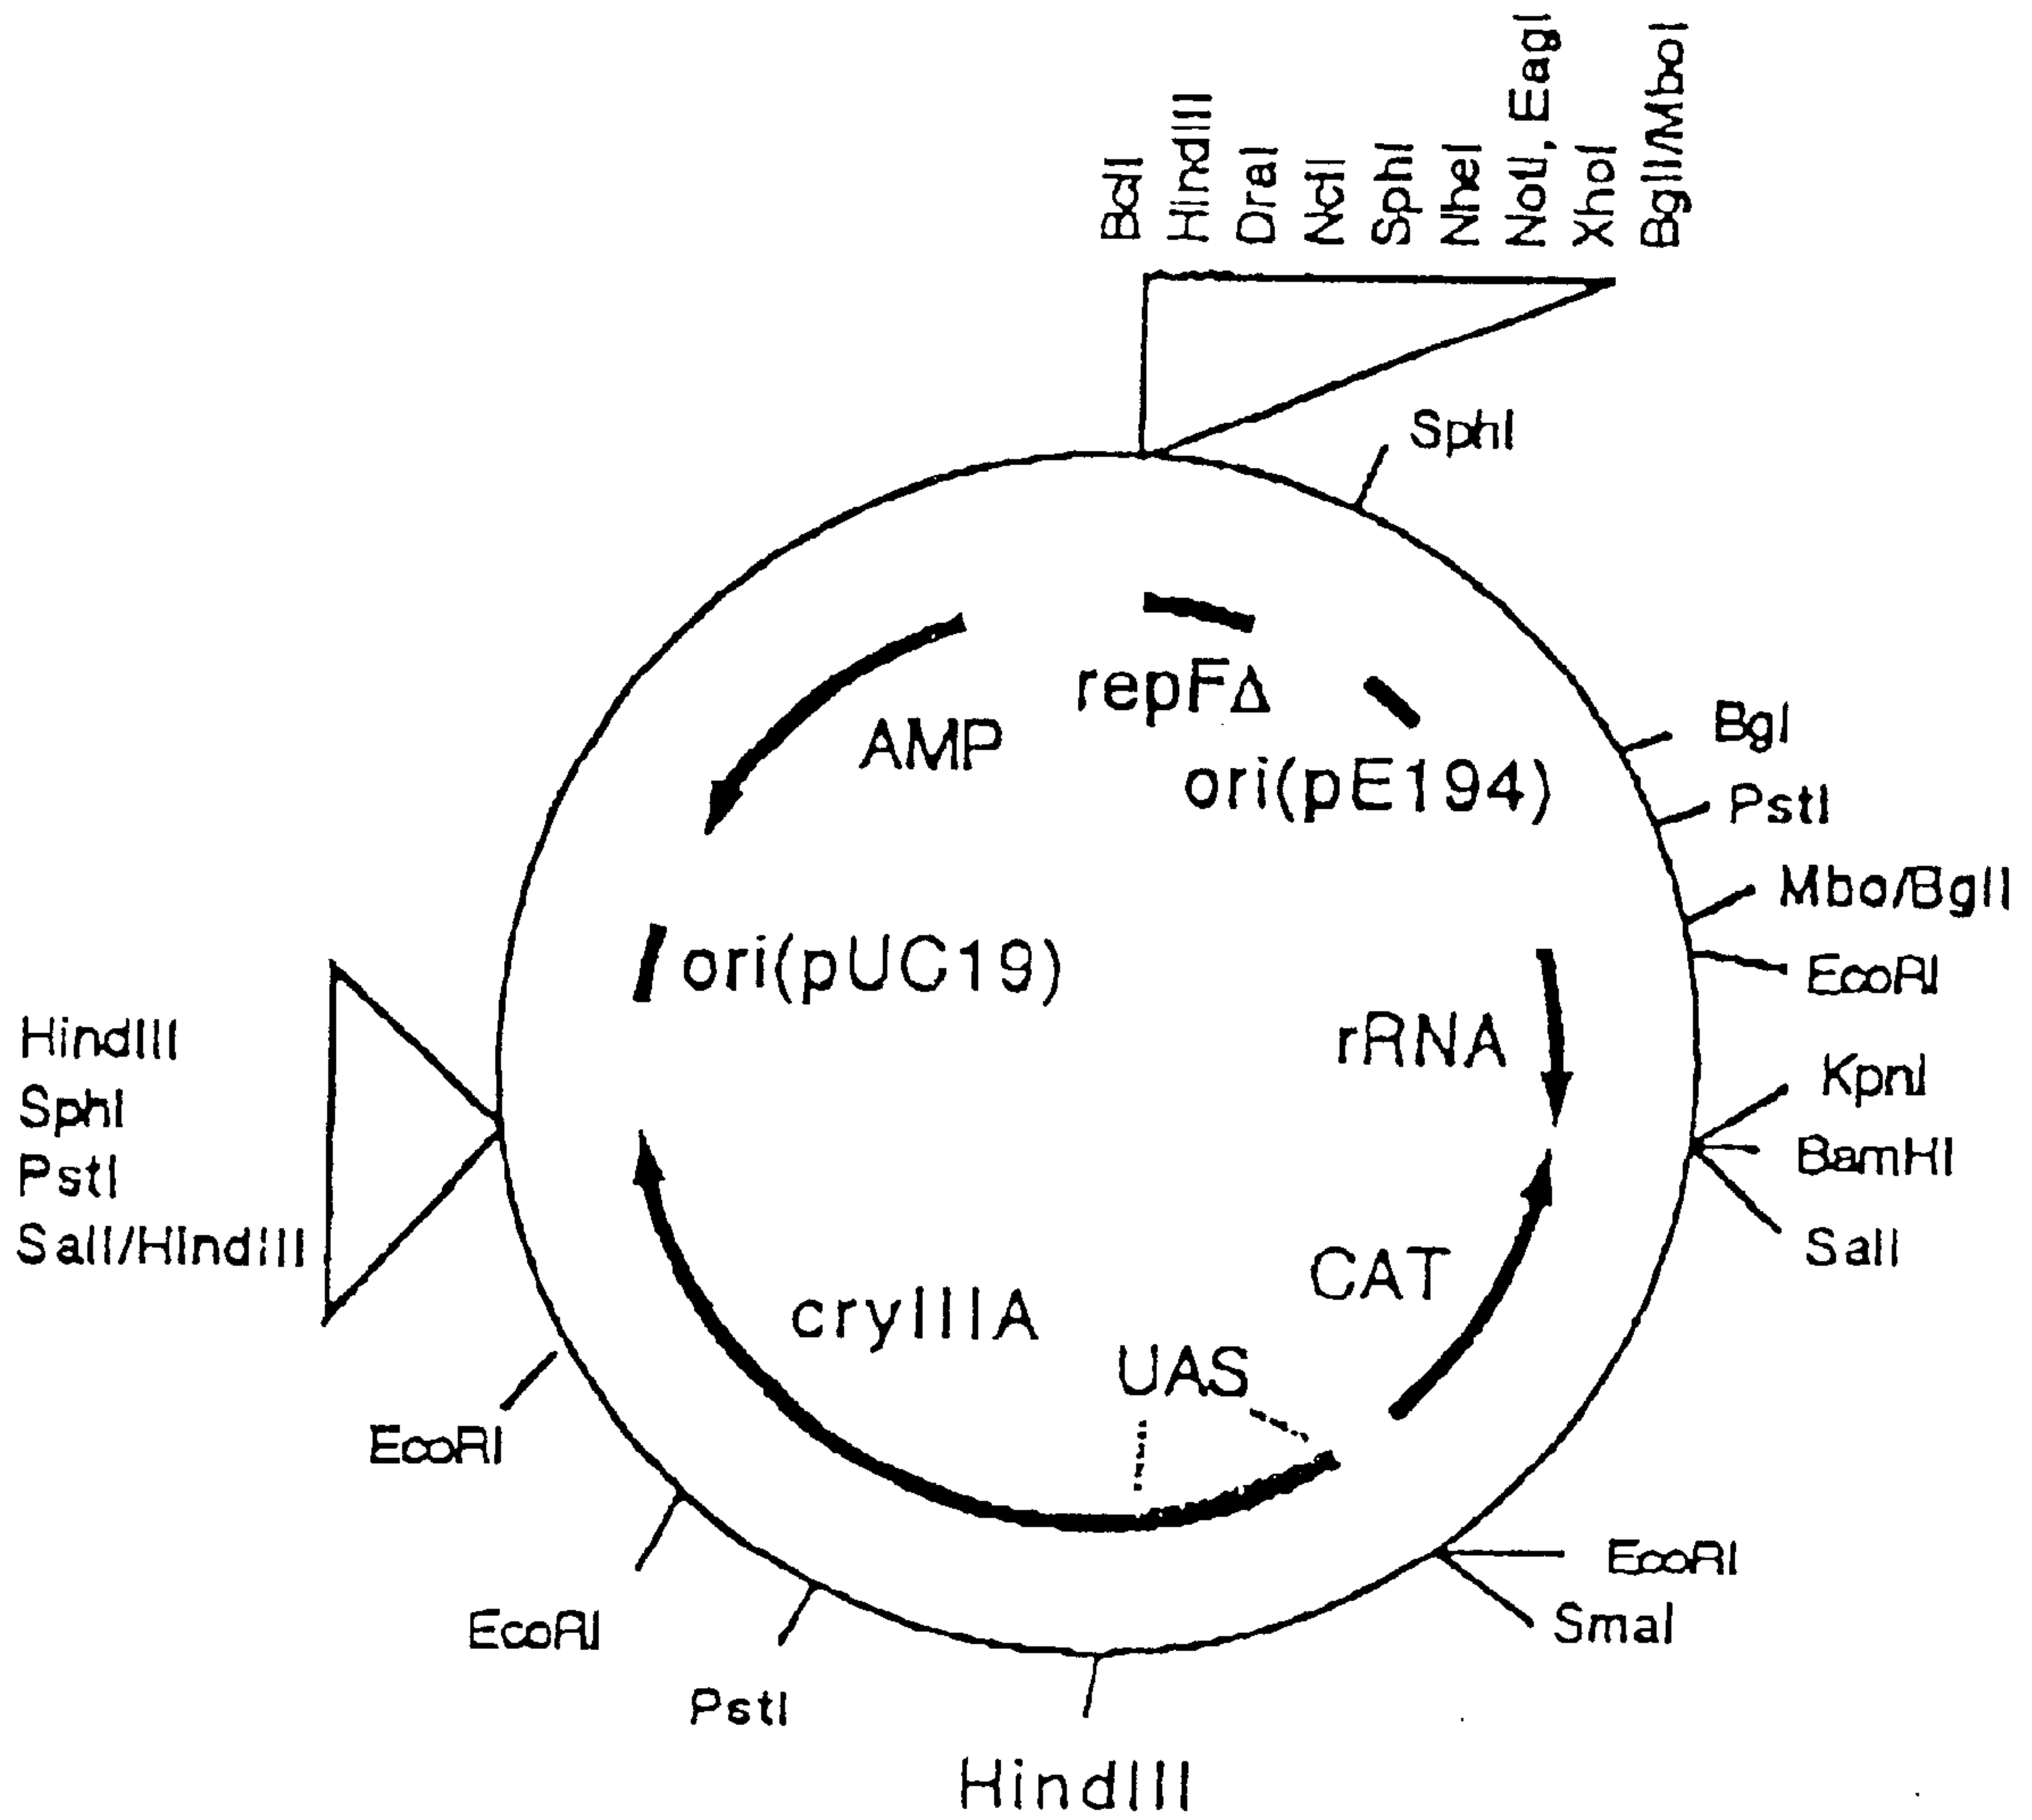 BclI
HindIII
DraI
NciI
SphI
NheI
NotI, EagI
XhoI
BglII/MboI
SphI
BglI
PstI
Mbo/BglII
EcoRI
KpnI
BamHI
SalI
EcoRI
SmaI
HindIII
PstI
EcoRI
EcoRI
HindIII
SphI
PstI
SalI/HindIII
repFΔ
AMP
ori(pE194)
ori(pUC19)
rRNA
CAT
cryIIIA
UAS